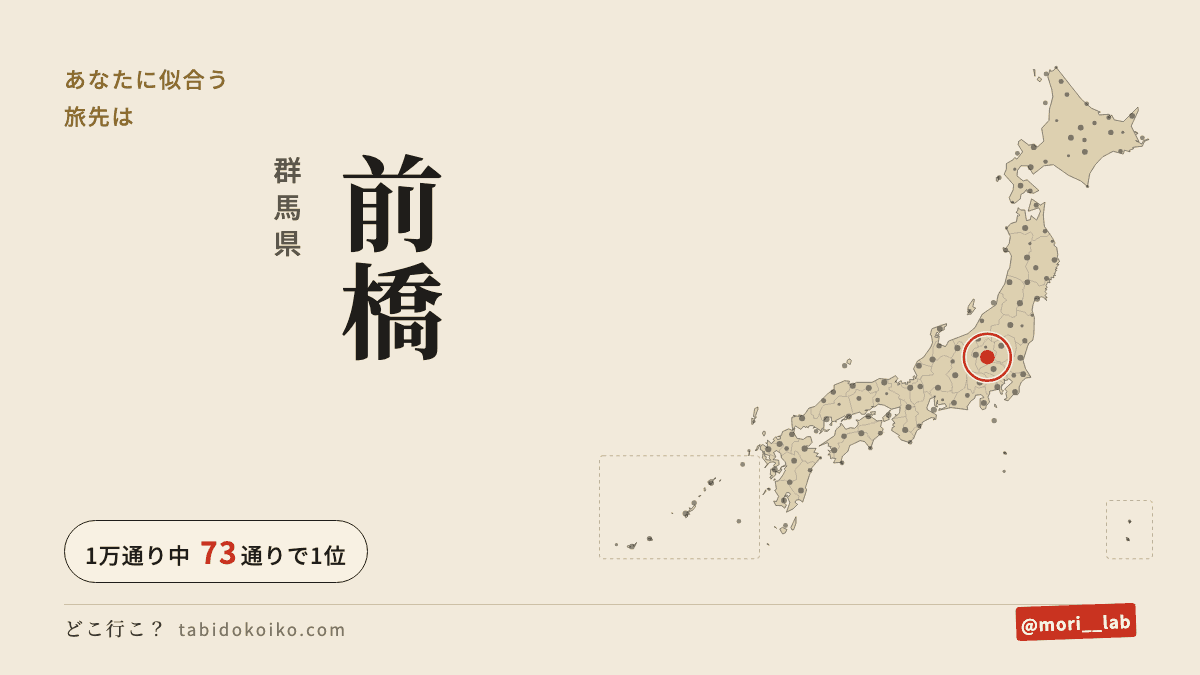 あなたに似合う
旅先は
前橋
群馬県
1万通り中 73通りで1位
どこ行こ？ tabidokoiko.com
@mori__lab